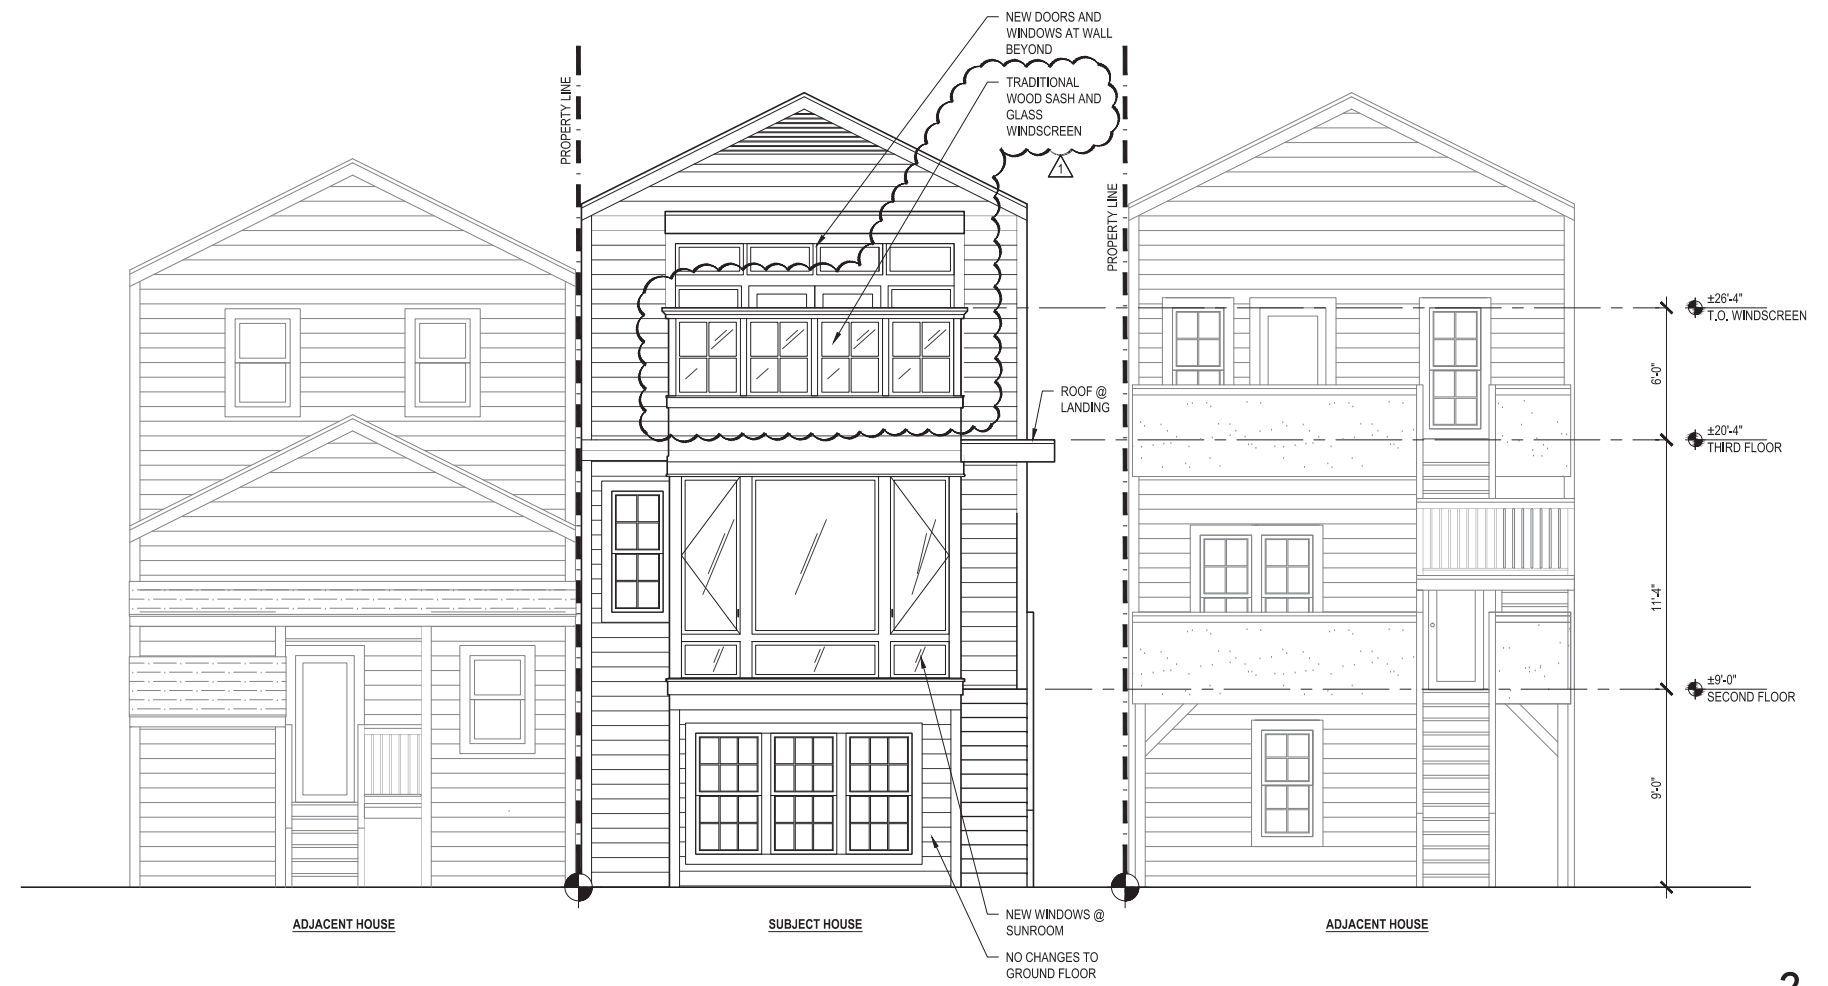 NEW DOORS AND
WINDOWS AT WALL
BEYOND
TRADITIONAL
WOOD SASH AND
GLASS
WINDSCREEN
1
PROPERTY LINE
PROPERTY LINE
±26'-4"
T.O. WINDSCREEN
6'-0"
ROOF @
LANDING
±20'-4"
THIRD FLOOR
11'-4"
±9'-0"
SECOND FLOOR
9'-0"
NEW WINDOWS @
SUNROOM
NO CHANGES TO
GROUND FLOOR
ADJACENT HOUSE
SUBJECT HOUSE
ADJACENT HOUSE